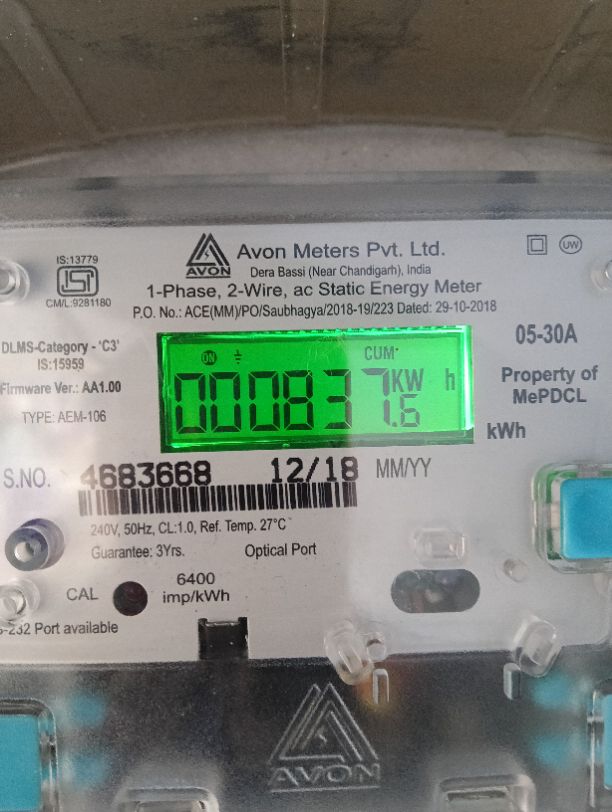 IS:13779
CM/L:9281180
AVON
Avon Meters Pvt. Ltd.
Dera Bassi (Near Chandigarh), India
UW
1-Phase, 2-Wire, ac Static Energy Meter
P.O. No.: ACE(MM)/PO/Saubhagya/2018-19/223 Dated: 29-10-2018
DLMS-Category - 'C3'
IS:15959
Firmware Ver.: AA1.00
TYPE: AEM-106
ON CUM
000837.6 KW h
05-30A
Property of
MePDCL
kWh
S.NO. 4683668 12/18 MM/YY
240V, 50Hz, CL:1.0, Ref. Temp. 27°C
Guarantee: 3Yrs. Optical Port
CAL 6400
imp/kWh
-232 Port available
AVON